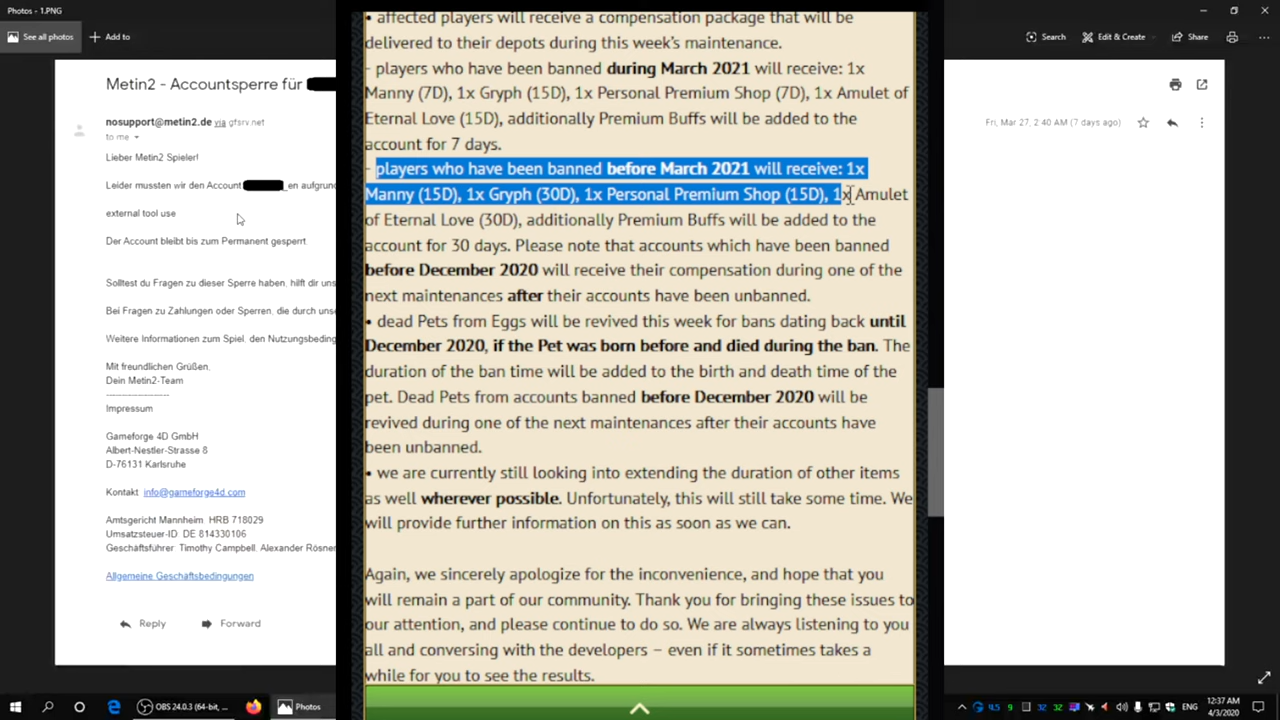 Photos - 1.PNG
See all photos
Add to
Search
Edit & Create
Share
Metin2 - Accountsperre für
nosupport@metin2.de via gfsrv.net
to me
Fri, Mar 27, 2:40 AM (7 days ago)
Lieber Metin2 Spieler!
Leider mussten wir den Account _en aufgrund
external tool use
Der Account bleibt bis zum Permanent gesperrt.
Solltest du Fragen zu dieser Sperre haben, hilft dir uns
Bei Fragen zu Zahlungen oder Sperren, die durch unse
Weitere Informationen zum Spiel, den Nutzungsbeding
Mit freundlichen Grüßen,
Dein Metin2-Team
Impressum
Gameforge 4D GmbH
Albert-Nestler-Strasse 8
D-76131 Karlsruhe
Kontakt info@gameforge4d.com
Amtsgericht Mannheim HRB 718029
Umsatzsteuer-ID DE 814330106
Geschäftsführer Timothy Campbell, Alexander Rösner
Allgemeine Geschäftsbedingungen
Reply
Forward
• affected players will receive a compensation package that will be
delivered to their depots during this week's maintenance.
- players who have been banned during March 2021 will receive: 1x
Manny (7D), 1x Gryph (15D), 1x Personal Premium Shop (7D), 1x Amulet of
Eternal Love (15D), additionally Premium Buffs will be added to the
account for 7 days.
- players who have been banned before March 2021 will receive: 1x
Manny (15D), 1x Gryph (30D), 1x Personal Premium Shop (15D), 1x Amulet
of Eternal Love (30D), additionally Premium Buffs will be added to the
account for 30 days. Please note that accounts which have been banned
before December 2020 will receive their compensation during one of the
next maintenances after their accounts have been unbanned.
• dead Pets from Eggs will be revived this week for bans dating back until
December 2020, if the Pet was born before and died during the ban. The
duration of the ban time will be added to the birth and death time of the
pet. Dead Pets from accounts banned before December 2020 will be
revived during one of the next maintenances after their accounts have
been unbanned.
• we are currently still looking into extending the duration of other items
as well wherever possible. Unfortunately, this will still take some time. We
will provide further information on this as soon as we can.
Again, we sincerely apologize for the inconvenience, and hope that you
will remain a part of our community. Thank you for bringing these issues to
our attention, and please continue to do so. We are always listening to you
all and conversing with the developers – even if it sometimes takes a
while for you to see the results.
OBS 24.0.3 (64-bit, ...
Photos
45
9
32
32
ENG
12:37 AM
4/3/2020